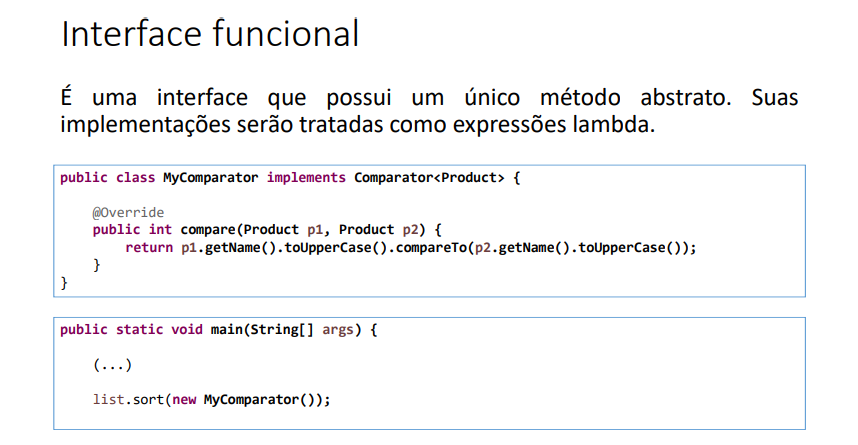 Interface funcional
É uma interface que possui um único método abstrato. Suas
implementações serão tratadas como expressões lambda.
public class MyComparator implements Comparator<Product> {
@Override
public int compare(Product p1, Product p2) {
return p1.getName().toUpperCase().compareTo(p2.getName().toUpperCase());
}
}
public static void main(String[] args) {
(...)
list.sort(new MyComparator());